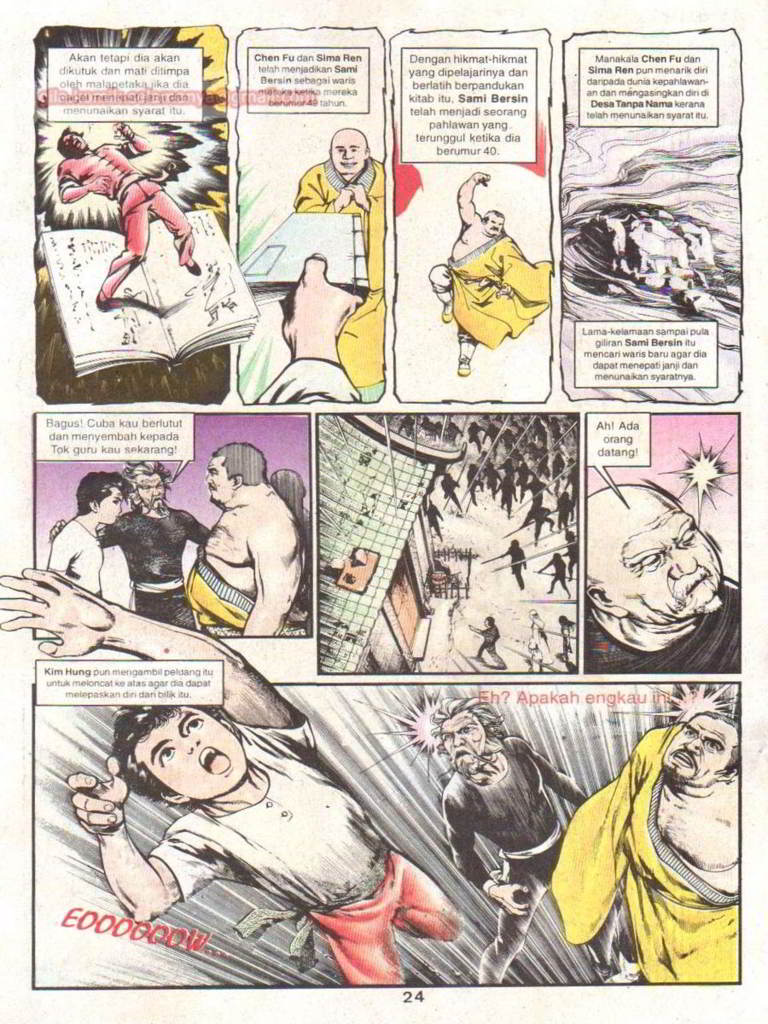 Akan tetapi dia akan
dikutuk dan mati ditimpa
oleh malapetaka jika dia
gagal menepati janji dan
menunaikan syarat itu.
Chen Fu dan Sima Ren
telah menjadikan Sami
Bersin sebagai waris
mereka ketika mereka
berumur 49 tahun.
Dengan hikmat-hikmat
yang dipelajarinya dan
berlatih berpandukan
kitab itu, Sami Bersin
telah menjadi seorang
pahlawan yang
terunggul ketika dia
berumur 40.
Manakala Chen Fu dan
Sima Ren pun menarik diri
daripada dunia kepahlawan-
an dan mengasingkan diri di
Desa Tanpa Nama kerana
telah menunaikan syarat itu.
Lama-kelamaan sampai pula
giliran Sami Bersin itu
mencari waris baru agar dia
dapat menepati janji dan
menunaikan syaratnya.
Bagus! Cuba kau berlutut
dan menyembah kepada
Tok guru kau sekarang!
Ah! Ada
orang
datang!
Kim Hung pun mengambil peluang itu
untuk meloncat ke atas agar dia dapat
melepaskan diri dari bilik itu.
Eh? Apakah engkau ini...?
EOOOOOOW...
24